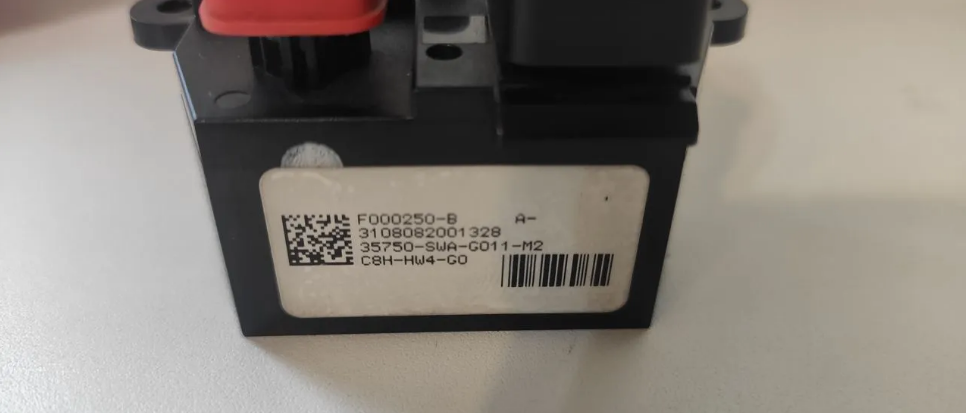 F000250-B A-
3108082001328
35750-SWA-G011-M2
C8H-HW4-G0